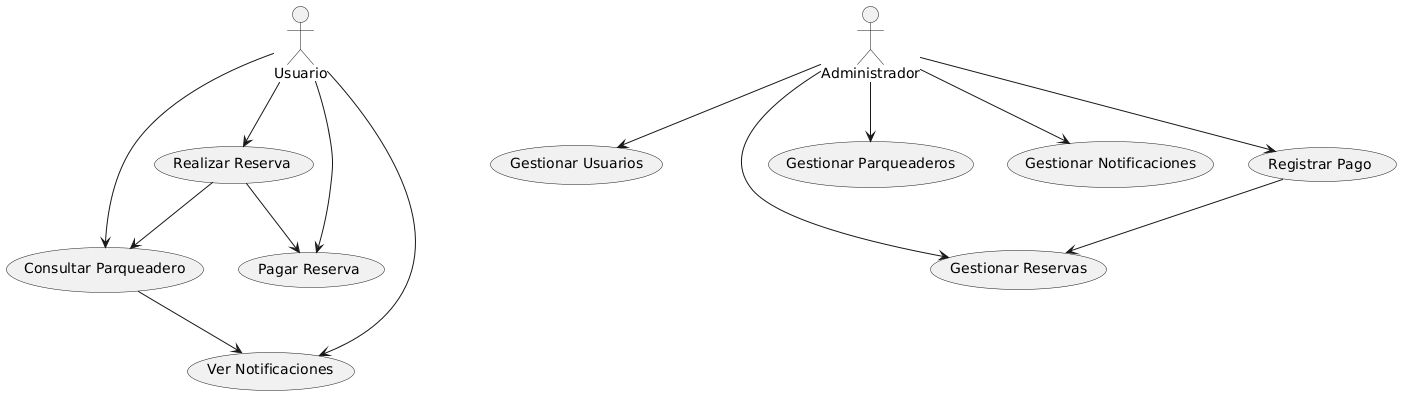 Usuario
Administrador
Realizar Reserva
Gestionar Usuarios
Gestionar Parqueaderos
Gestionar Notificaciones
Registrar Pago
Consultar Parqueadero
Pagar Reserva
Gestionar Reservas
Ver Notificaciones